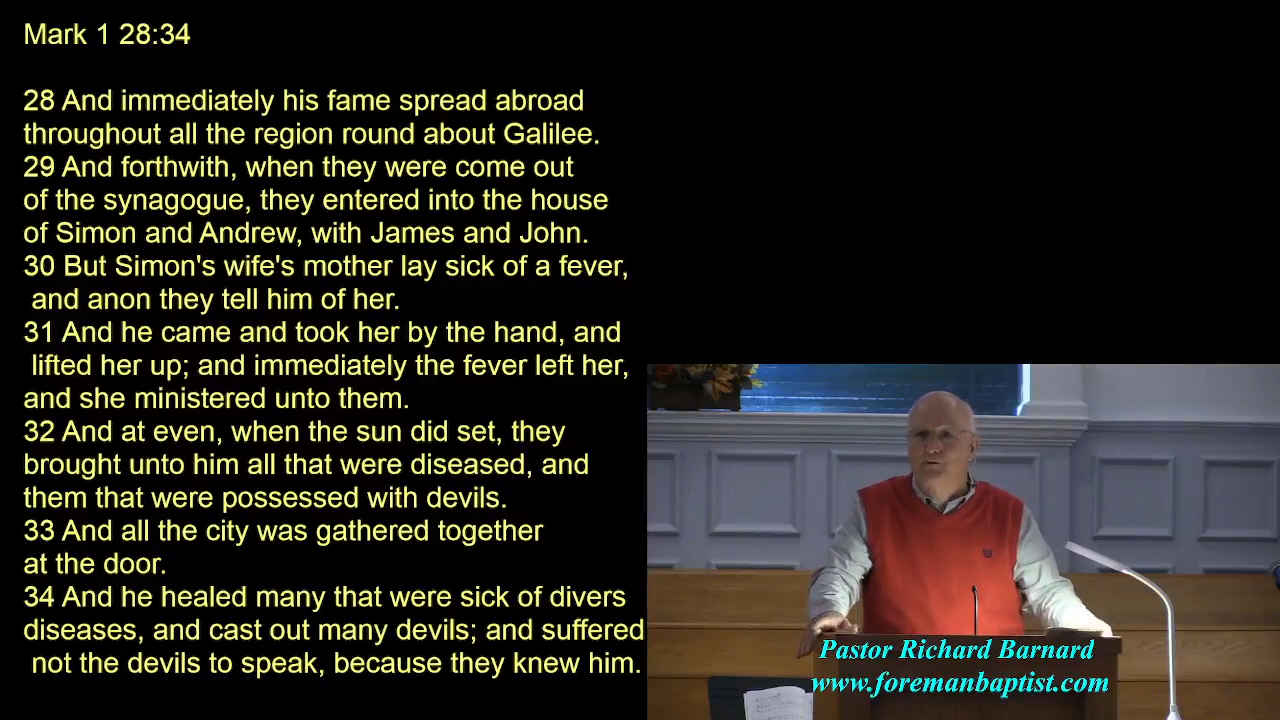 Mark 1 28:34
28 And immediately his fame spread abroad
throughout all the region round about Galilee.
29 And forthwith, when they were come out
of the synagogue, they entered into the house
of Simon and Andrew, with James and John.
30 But Simon's wife's mother lay sick of a fever,
and anon they tell him of her.
31 And he came and took her by the hand, and
lifted her up; and immediately the fever left her,
and she ministered unto them.
32 And at even, when the sun did set, they
brought unto him all that were diseased, and
them that were possessed with devils.
33 And all the city was gathered together
at the door.
34 And he healed many that were sick of divers
diseases, and cast out many devils; and suffered
not the devils to speak, because they knew him.
Pastor Richard Barnard
www.foremanbaptist.com